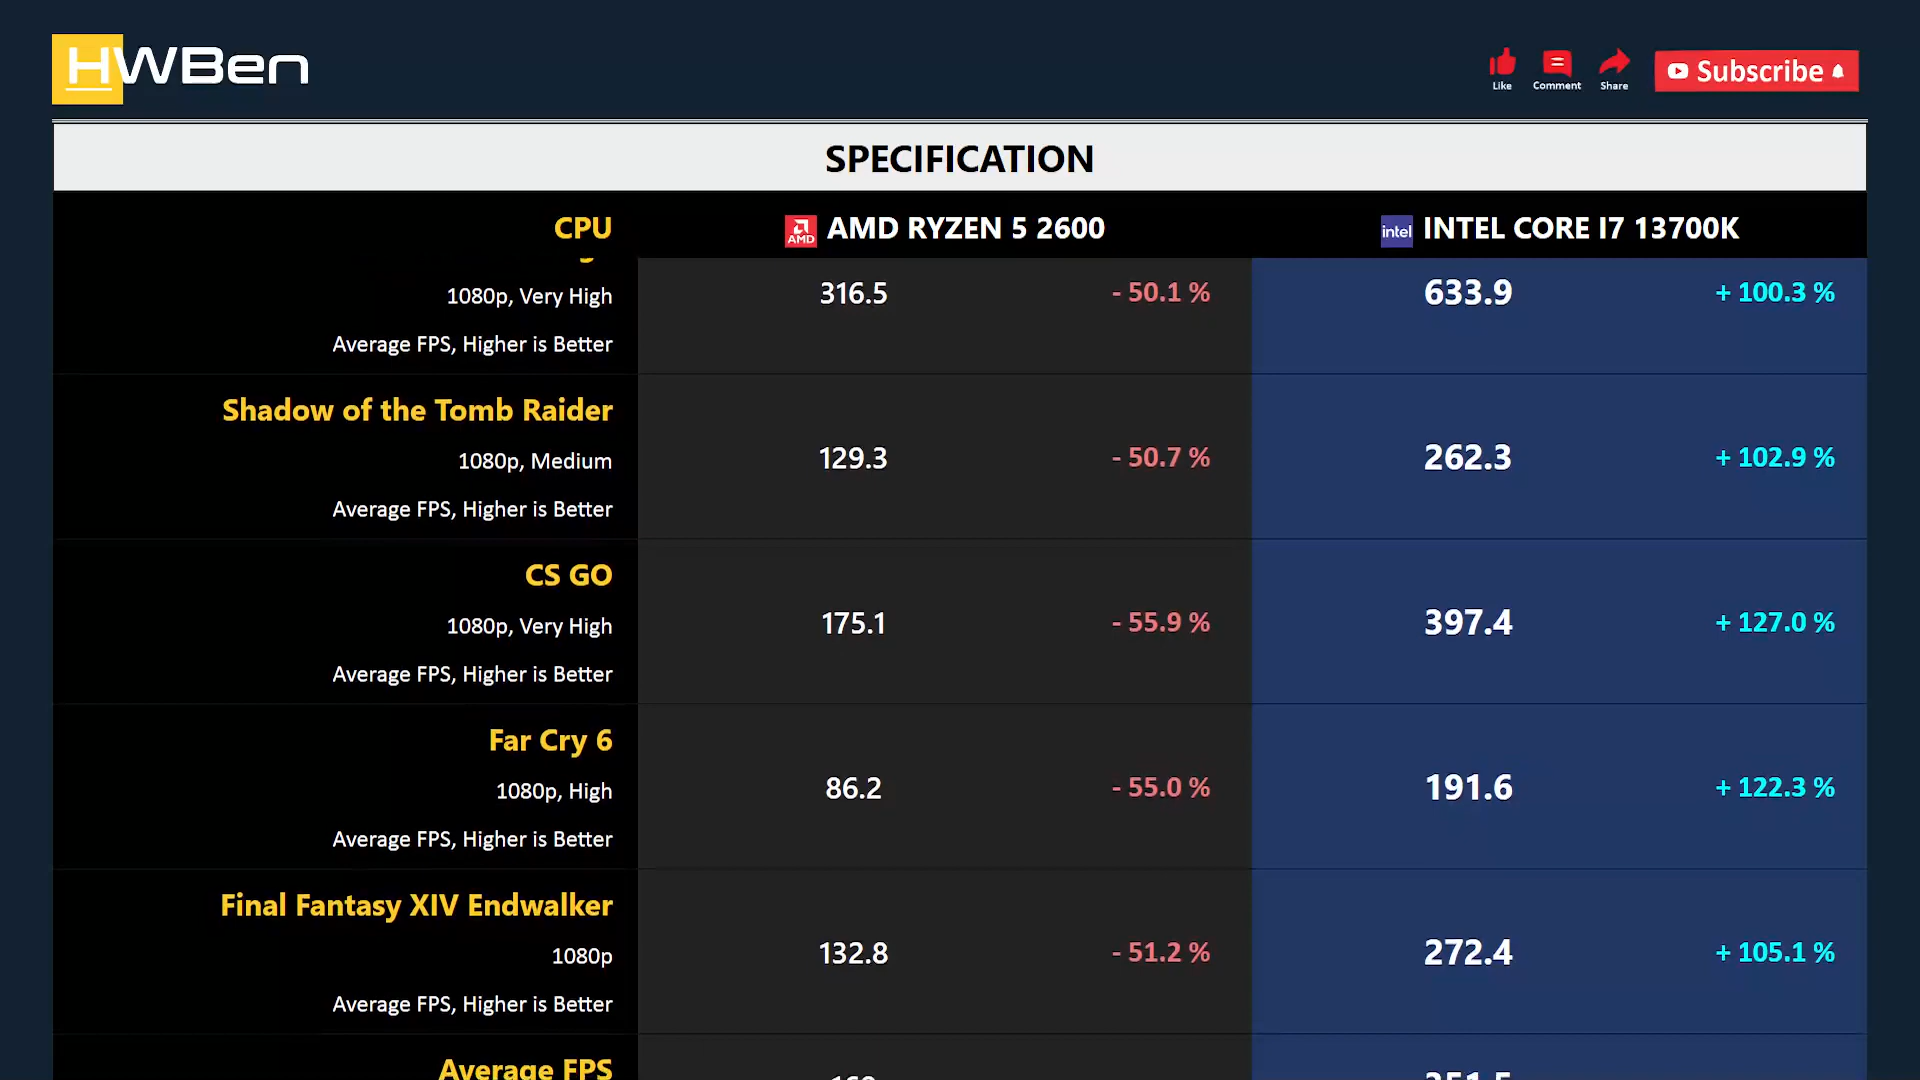 HWBen
Like Comment Share Subscribe
SPECIFICATION
CPU AMD AMD RYZEN 5 2600 intel INTEL CORE I7 13700K
1080p, Very High 316.5 - 50.1 % 633.9 + 100.3 %
Average FPS, Higher is Better
Shadow of the Tomb Raider
1080p, Medium 129.3 - 50.7 % 262.3 + 102.9 %
Average FPS, Higher is Better
CS GO
1080p, Very High 175.1 - 55.9 % 397.4 + 127.0 %
Average FPS, Higher is Better
Far Cry 6
1080p, High 86.2 - 55.0 % 191.6 + 122.3 %
Average FPS, Higher is Better
Final Fantasy XIV Endwalker
1080p 132.8 - 51.2 % 272.4 + 105.1 %
Average FPS, Higher is Better
Average FPS